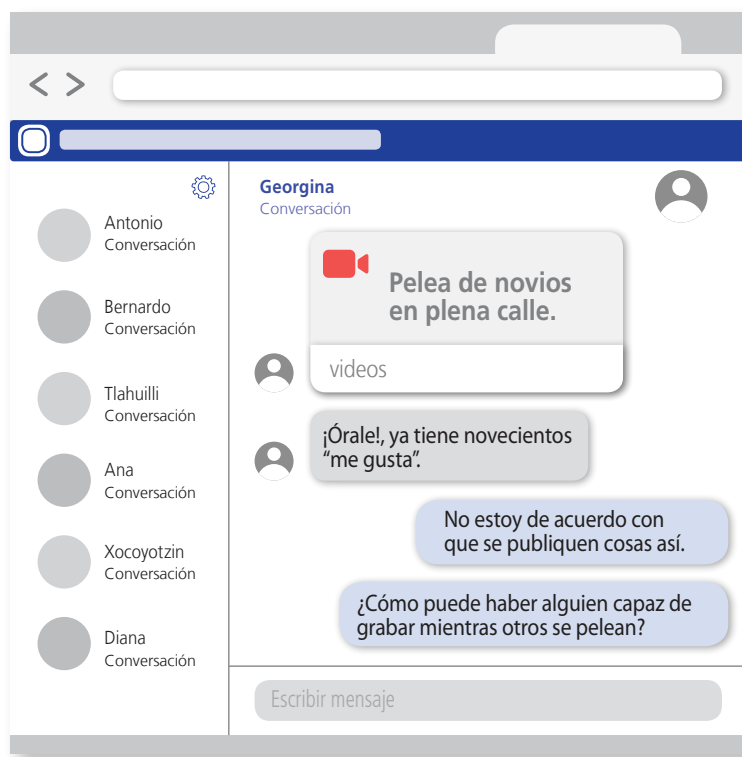 Antonio
Conversación
Bernardo
Conversación
Tlahuilli
Conversación
Ana
Conversación
Xocoyotzin
Conversación
Diana
Conversación
Georgina
Conversación
Pelea de novios
en plena calle.
videos
¡Órale!, ya tiene novecientos
“me gusta”.
No estoy de acuerdo con
que se publiquen cosas así.
¿Cómo puede haber alguien capaz de
grabar mientras otros se pelean?
Escribir mensaje